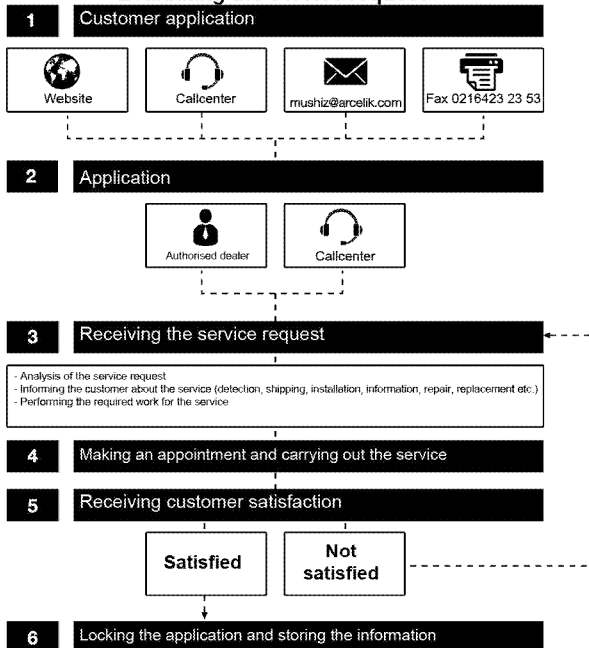 1 Customer application
Website
Callcenter
mushiz@arcelik.com
Fax 0216423 23 53
2 Application
Authorised dealer
Callcenter
3 Receiving the service request
- Analysis of the service request
- Informing the customer about the service (detection, shipping, installation, information, repair, replacement etc.)
- Performing the required work for the service
4 Making an appointment and carrying out the service
5 Receiving customer satisfaction
Satisfied
Not
satisfied
6 Locking the application and storing the information